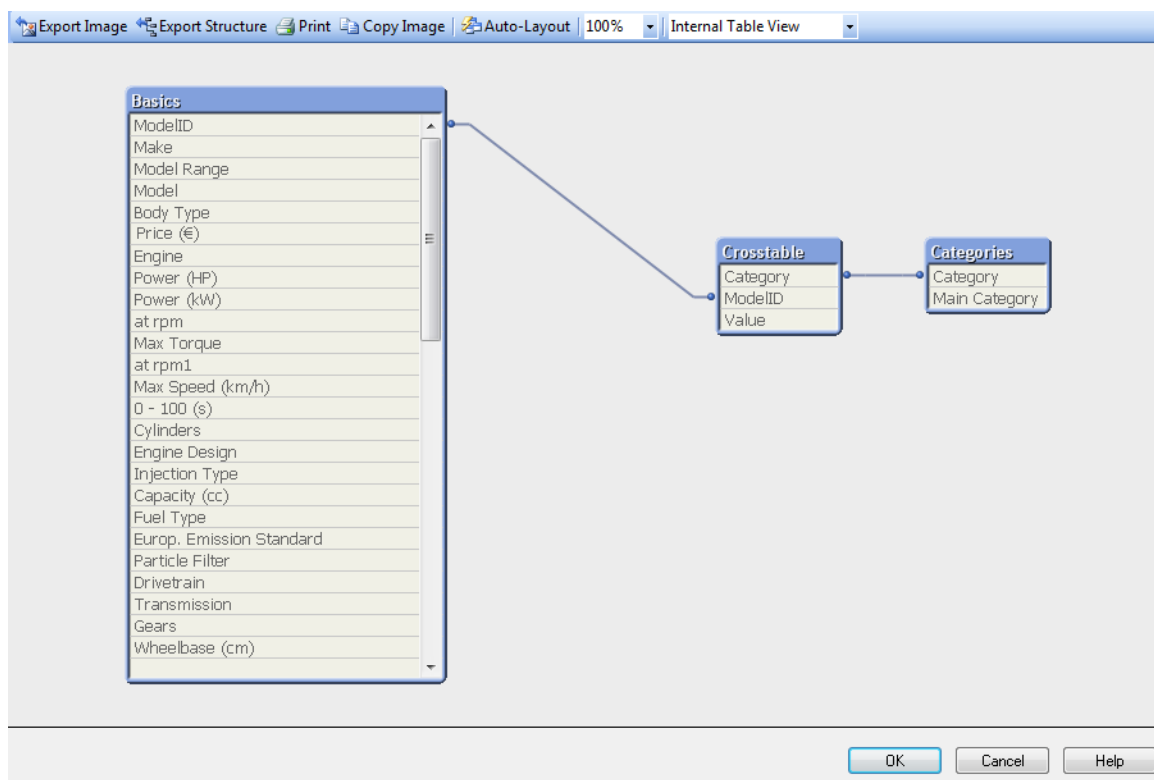 Export Image Export Structure Print Copy Image Auto-Layout 100% Internal Table View
Basics
ModelID
Make
Model Range
Model
Body Type
Price (€)
Engine
Power (HP)
Power (kW)
at rpm
Max Torque
at rpm1
Max Speed (km/h)
0 - 100 (s)
Cylinders
Engine Design
Injection Type
Capacity (cc)
Fuel Type
Europ. Emission Standard
Particle Filter
Drivetrain
Transmission
Gears
Wheelbase (cm)
Crosstable
Category
ModelID
Value
Categories
Category
Main Category
OK Cancel Help